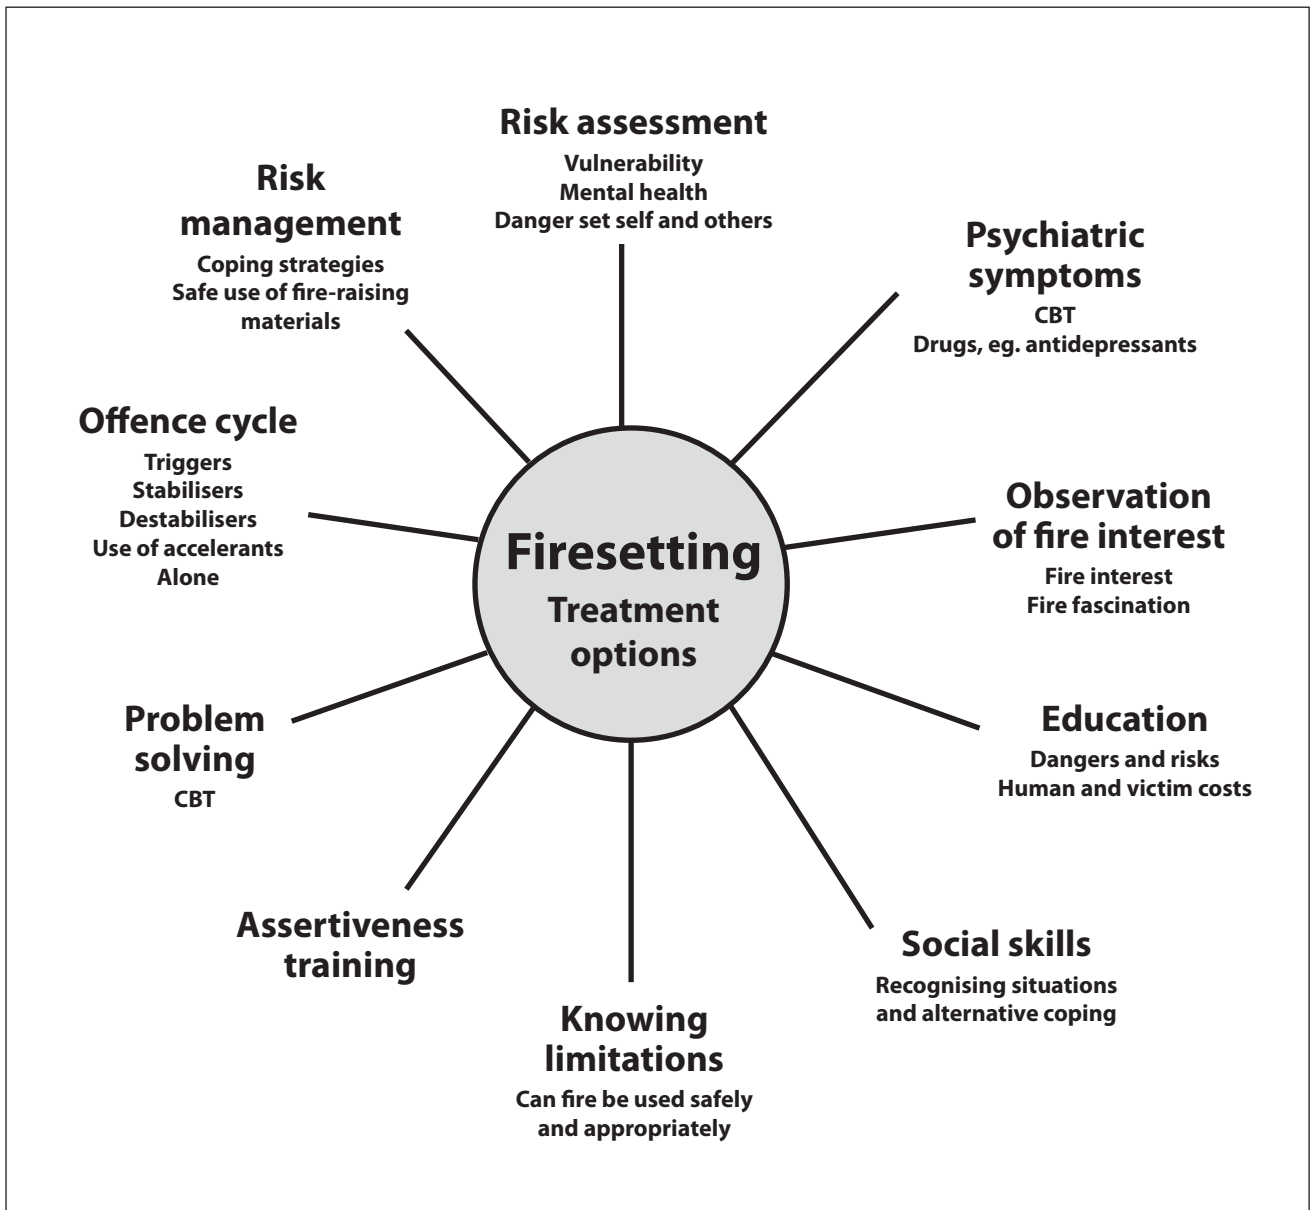 Risk assessment
Vulnerability
Mental health
Danger set self and others
Risk
management
Coping strategies
Safe use of fire-raising
materials
Psychiatric
symptoms
CBT
Drugs, eg. antidepressants
Offence cycle
Triggers
Stabilisers
Destabilisers
Use of accelerants
Alone
Observation
of fire interest
Fire interest
Fire fascination
Firesetting
Treatment
options
Problem
solving
CBT
Education
Dangers and risks
Human and victim costs
Assertiveness
training
Social skills
Recognising situations
and alternative coping
Knowing
limitations
Can fire be used safely
and appropriately